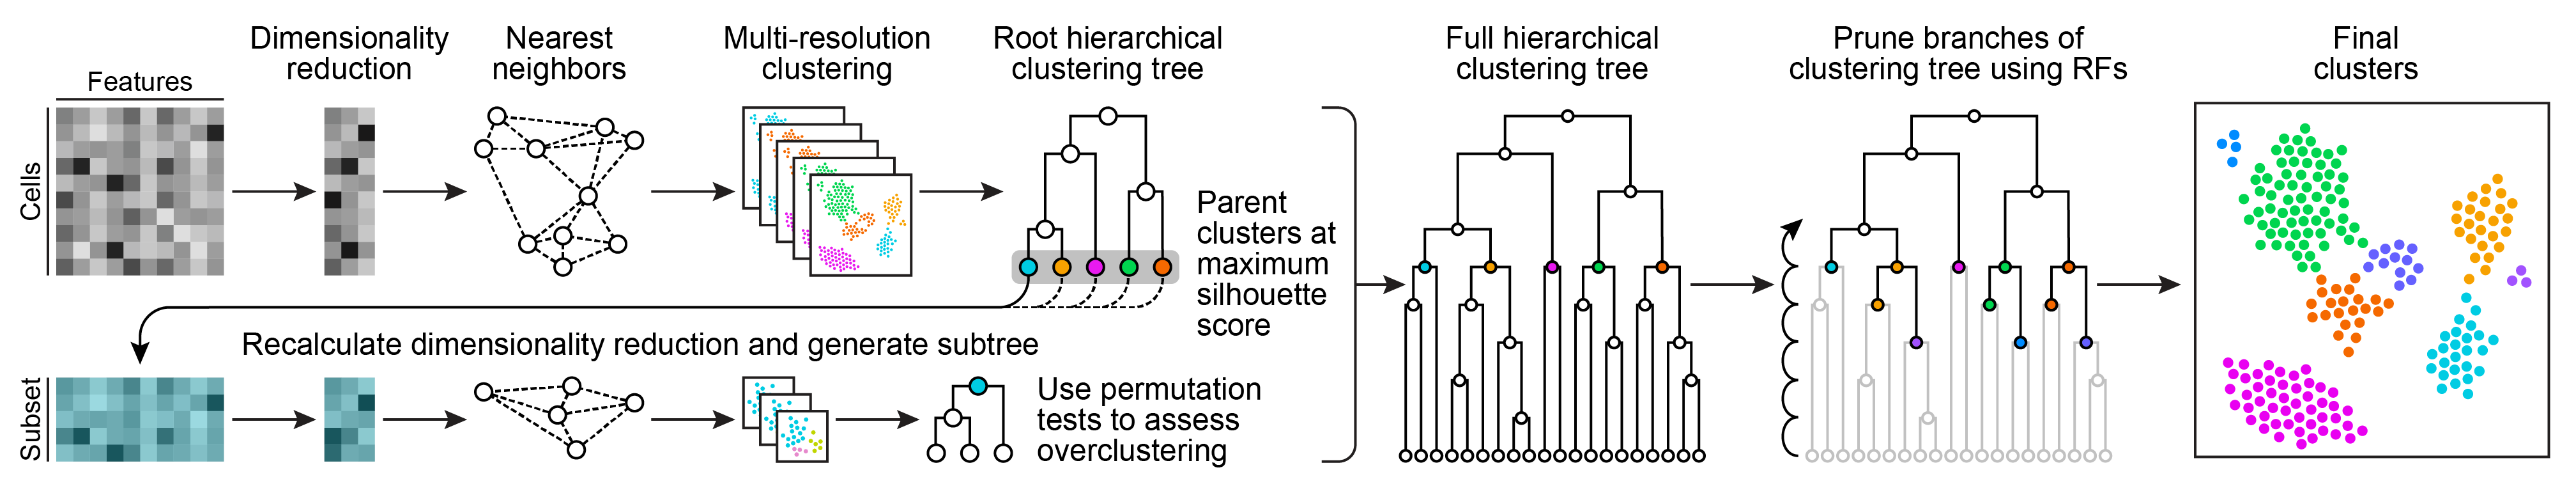 Features
Cells
Dimensionality
reduction
Nearest
neighbors
Multi-resolution
clustering
Root hierarchical
clustering tree
Parent
clusters at
maximum
silhouette
score
Full hierarchical
clustering tree
Prune branches of
clustering tree using RFs
Final
clusters
Recalculate dimensionality reduction and generate subtree
Subset
Use permutation
tests to assess
overclustering